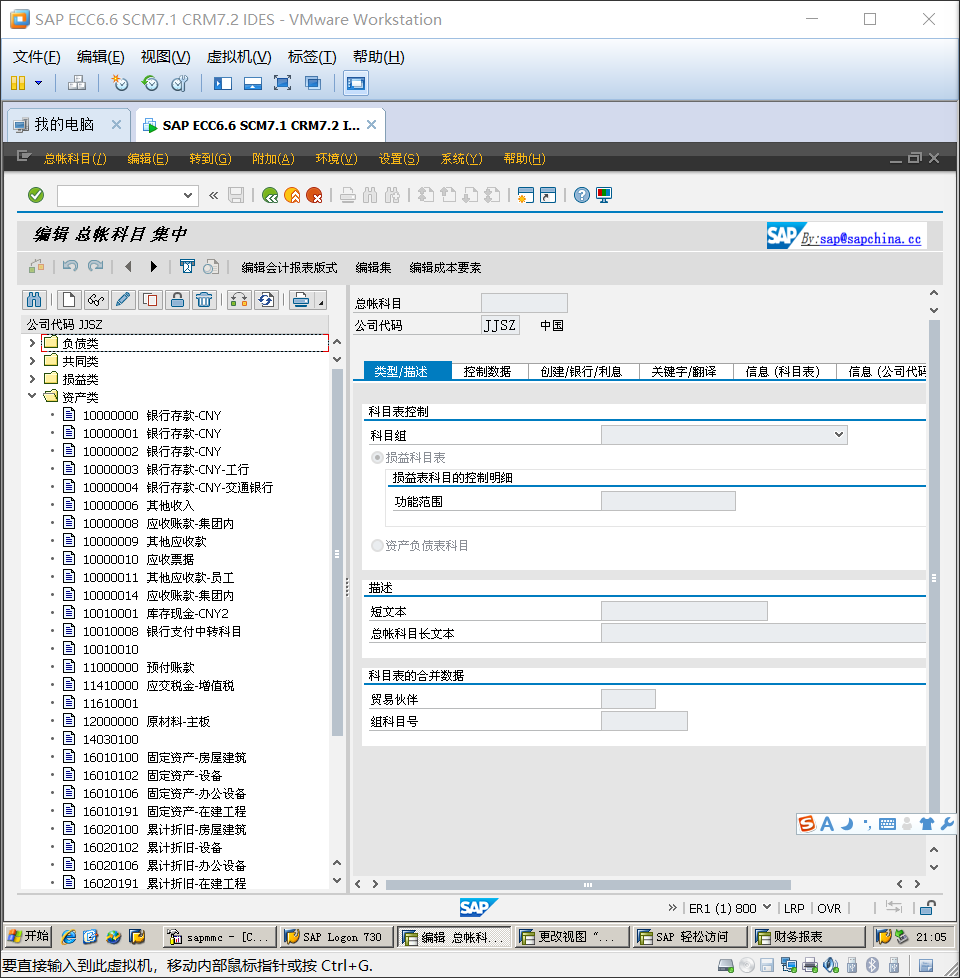 SAP ECC6.6 SCM7.1 CRM7.2 IDES - VMware Workstation
文件(F) 编辑(E) 视图(V) 虚拟机(V) 标签(T) 帮助(H)
我的电脑 SAP ECC6.6 SCM7.1 CRM7.2 I...
总帐科目(I) 编辑(E) 转到(G) 附加(A) 环境(V) 设置(S) 系统(Y) 帮助(H)
编辑 总帐科目 集中
SAP By:sap@sapchina.cc
编辑会计报表版式 编辑集 编辑成本要素
公司代码 JJSZ
负债类
共同类
损益类
资产类
10000000 银行存款-CNY
10000001 银行存款-CNY
10000002 银行存款-CNY
10000003 银行存款-CNY-工行
10000004 银行存款-CNY-交通银行
10000006 其他收入
10000008 应收账款-集团内
10000009 其他应收款
10000010 应收票据
10000011 其他应收款-员工
10000014 应收账款-集团内
10010001 库存现金-CNY2
10010008 银行支付中转科目
10010010
11000000 预付账款
11410000 应交税金-增值税
11610001
12000000 原材料-主板
14030100
16010100 固定资产-房屋建筑
16010102 固定资产-设备
16010106 固定资产-办公设备
16010191 固定资产-在建工程
16020100 累计折旧-房屋建筑
16020102 累计折旧-设备
16020106 累计折旧-办公设备
16020191 累计折旧-在建工程
总帐科目
公司代码 JJSZ 中国
类型/描述 控制数据 创建/银行/利息 关键字/翻译 信息 (科目表) 信息 (公司代码
科目表控制
科目组
损益科目表
损益表科目的控制明细
功能范围
资产负债表科目
描述
短文本
总帐科目长文本
科目表的合并数据
贸易伙伴
组科目号
SAP
ER1 (1) 800 LRP OVR
开始 sapmmc - [C... SAP Logon 730 编辑 总帐科... 更改视图 "... SAP 轻松访问 财务报表 21:05
要直接输入到此虚拟机，移动内部鼠标指针或按 Ctrl+G.